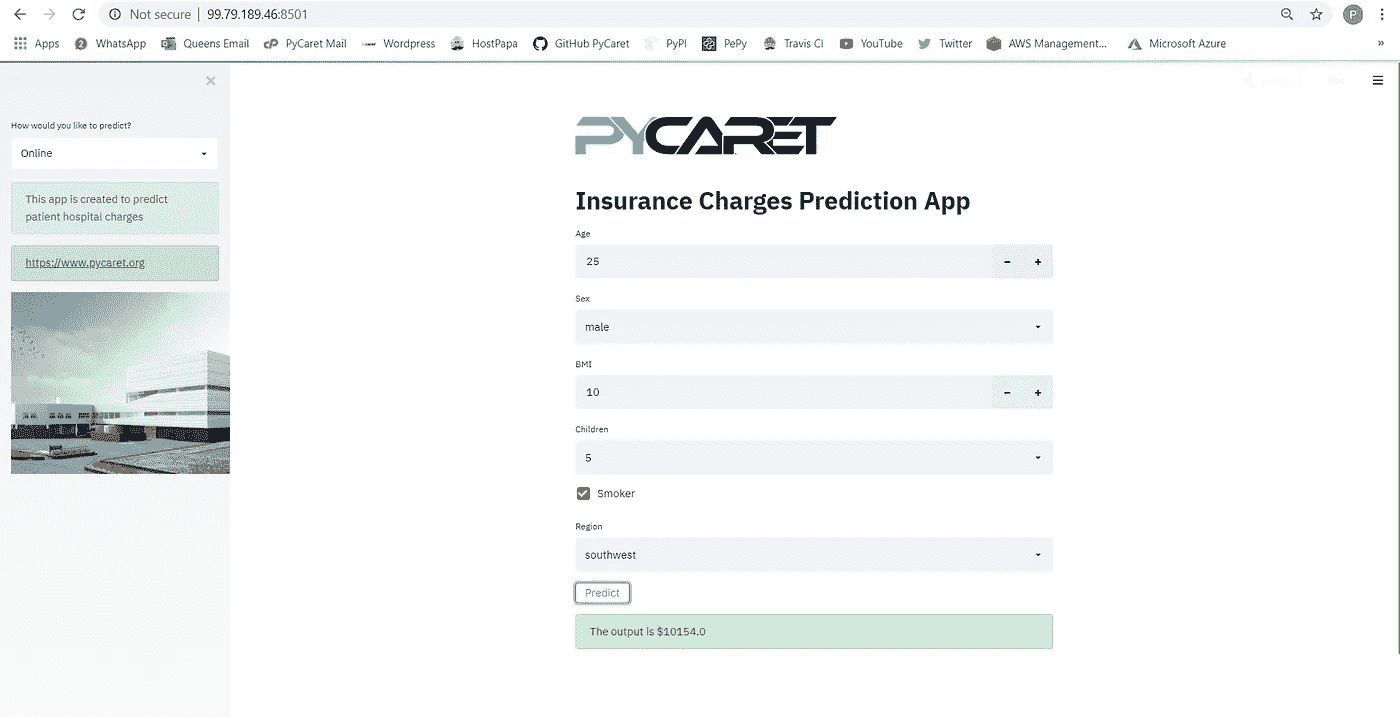 Not secure | 99.79.189.46:8501
Apps WhatsApp Queens Email PyCaret Mail Wordpress HostPapa GitHub PyCaret PyPI PePy Travis CI YouTube Twitter AWS Management... Microsoft Azure »
P
How would you like to predict?
Online
This app is created to predict
patient hospital charges
https://www.pycaret.org
PYCARET
Insurance Charges Prediction App
Age
25
Sex
male
BMI
10
Children
5
Smoker
Region
southwest
Predict
The output is $10154.0